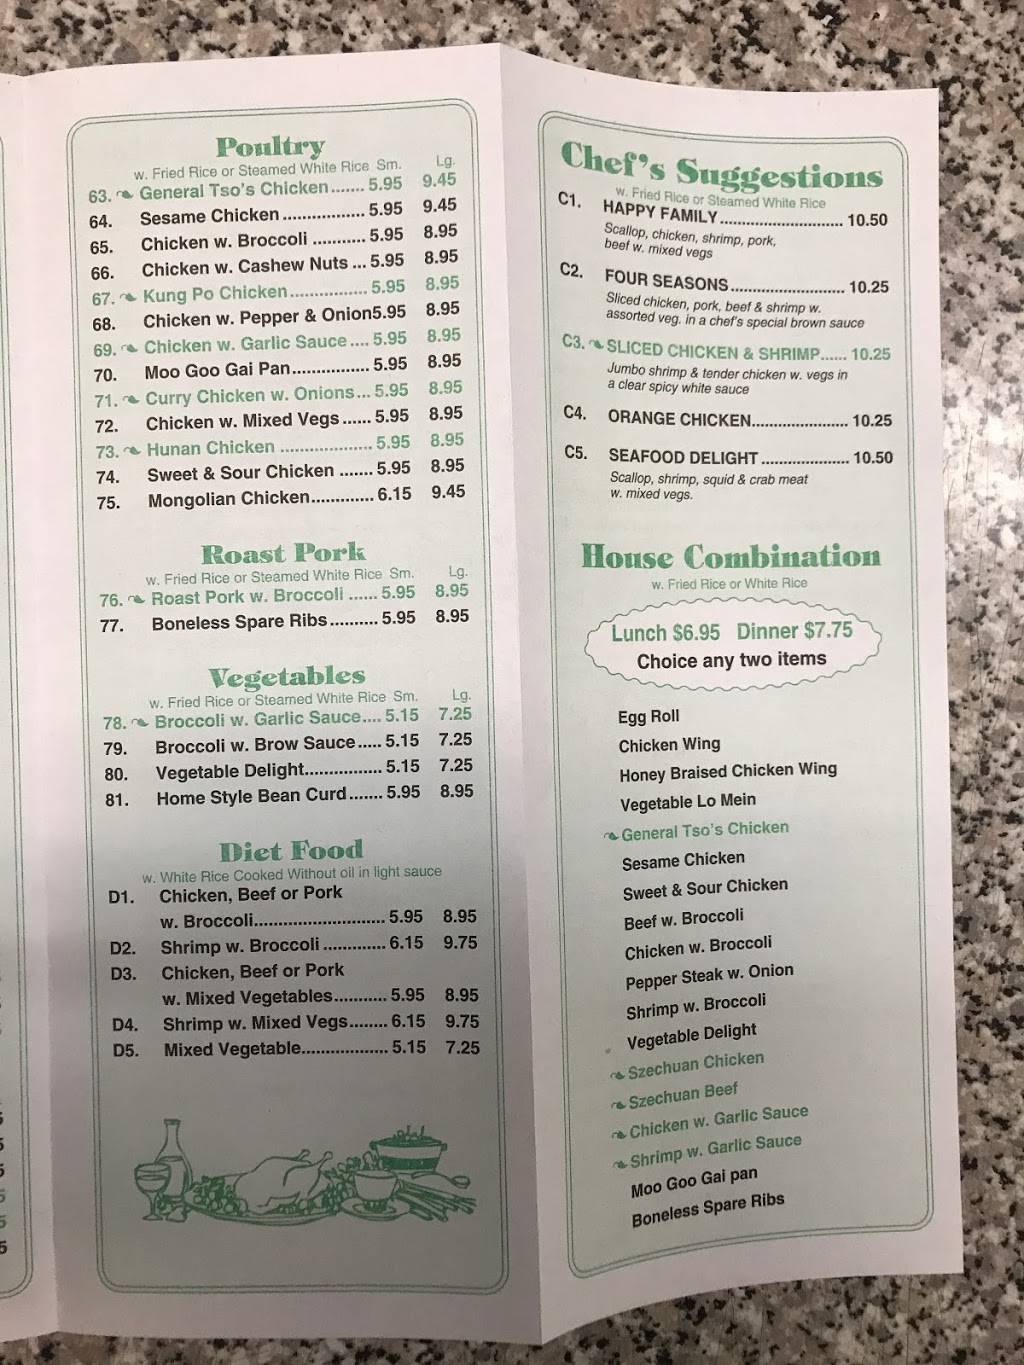 Poultry
w. Fried Rice or Steamed White Rice Sm. Lg.
63. General Tso's Chicken....... 5.95 9.45
64. Sesame Chicken ................. 5.95 9.45
65. Chicken w. Broccoli ........... 5.95 8.95
66. Chicken w. Cashew Nuts ... 5.95 8.95
67. Kung Po Chicken................ 5.95 8.95
68. Chicken w. Pepper & Onion5.95 8.95
69. Chicken w. Garlic Sauce .... 5.95 8.95
70. Moo Goo Gai Pan................ 5.95 8.95
71. Curry Chicken w. Onions... 5.95 8.95
72. Chicken w. Mixed Vegs ...... 5.95 8.95
73. Hunan Chicken ................... 5.95 8.95
74. Sweet & Sour Chicken ....... 5.95 8.95
75. Mongolian Chicken............. 6.15 9.45
Roast Pork
w. Fried Rice or Steamed White Rice Sm. Lg.
76. Roast Pork w. Broccoli ...... 5.95 8.95
77. Boneless Spare Ribs.......... 5.95 8.95
Vegetables
w. Fried Rice or Steamed White Rice Sm. Lg.
78. Broccoli w. Garlic Sauce.... 5.15 7.25
79. Broccoli w. Brow Sauce..... 5.15 7.25
80. Vegetable Delight................ 5.15 7.25
81. Home Style Bean Curd....... 5.95 8.95
Diet Food
w. White Rice Cooked Without oil in light sauce
D1. Chicken, Beef or Pork
w. Broccoli........................... 5.95 8.95
D2. Shrimp w. Broccoli ............. 6.15 9.75
D3. Chicken, Beef or Pork
w. Mixed Vegetables........... 5.95 8.95
D4. Shrimp w. Mixed Vegs........ 6.15 9.75
D5. Mixed Vegetable.................. 5.15 7.25
Chef's Suggestions
w. Fried Rice or Steamed White Rice
C1. HAPPY FAMILY.......................... 10.50
Scallop, chicken, shrimp, pork,
beef w. mixed vegs
C2. FOUR SEASONS........................ 10.25
Sliced chicken, pork, beef & shrimp w.
assorted veg. in a chef's special brown sauce
C3. SLICED CHICKEN & SHRIMP...... 10.25
Jumbo shrimp & tender chicken w. vegs in
a clear spicy white sauce
C4. ORANGE CHICKEN..................... 10.25
C5. SEAFOOD DELIGHT ................... 10.50
Scallop, shrimp, squid & crab meat
w. mixed vegs.
House Combination
w. Fried Rice or White Rice
Lunch $6.95 Dinner $7.75
Choice any two items
Egg Roll
Chicken Wing
Honey Braised Chicken Wing
Vegetable Lo Mein
General Tso's Chicken
Sesame Chicken
Sweet & Sour Chicken
Beef w. Broccoli
Chicken w. Broccoli
Pepper Steak w. Onion
Shrimp w. Broccoli
Vegetable Delight
Szechuan Chicken
Szechuan Beef
Chicken w. Garlic Sauce
Shrimp w. Garlic Sauce
Moo Goo Gai pan
Boneless Spare Ribs